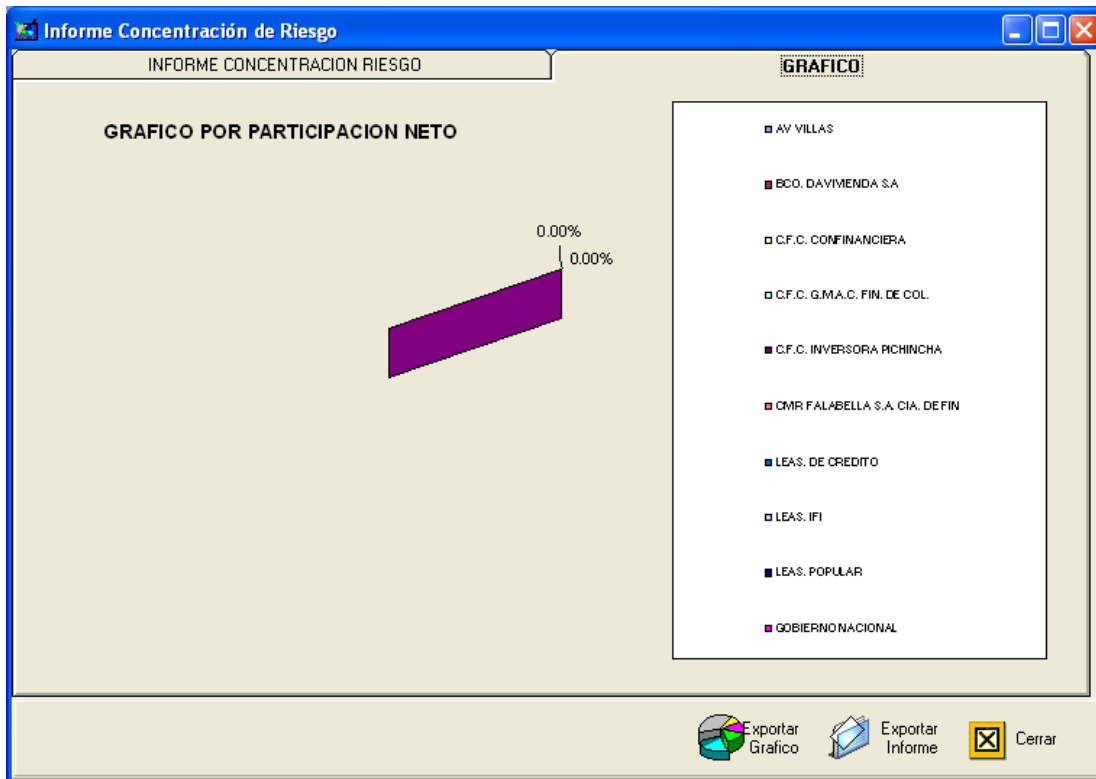 Informe Concentración de Riesgo
INFORME CONCENTRACION RIESGO
GRAFICO
GRAFICO POR PARTICIPACION NETO
0.00%
0.00%
AV VILLAS
BCO. DAVIVIENDA S.A
C.F.C. CONFINANCIERA
C.F.C. G.M.A.C. FIN. DE COL.
C.F.C. INVERSORA PICHINCHA
CMR FALABELLA S.A. CIA. DE FIN
LEAS. DE CREDITO
LEAS. IFI
LEAS. POPULAR
GOBIERNO NACIONAL
Exportar
Grafico
Exportar
Informe
Cerrar